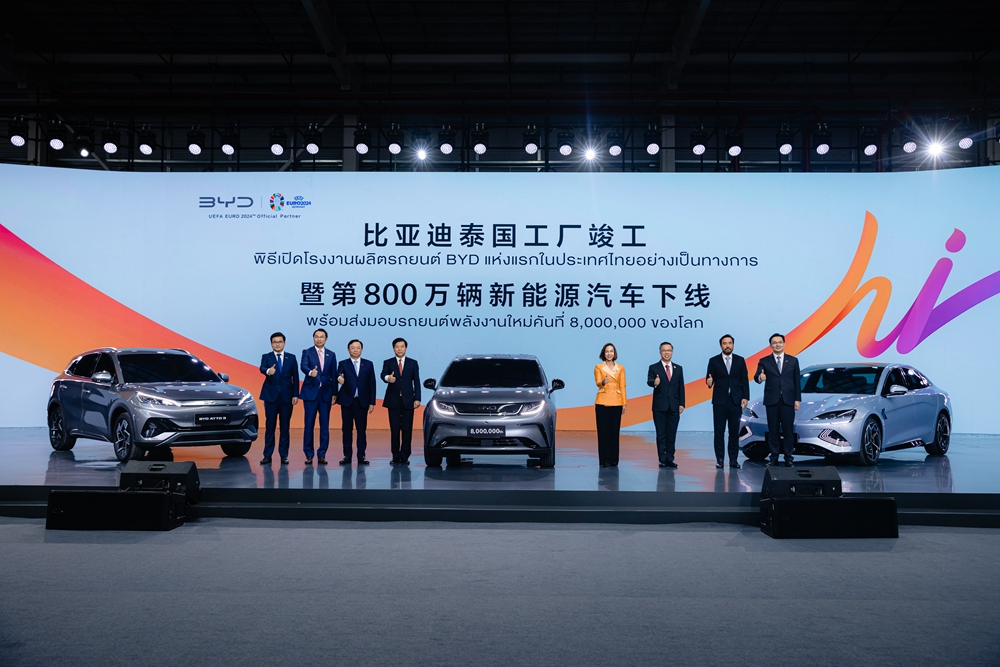 BYD
EURO2024
UEFA EURO 2024™ Official Partner
比亚迪泰国工厂竣工
พิธีเปิดโรงงานผลิตรถยนต์ BYD แห่งแรกในประเทศไทยอย่างเป็นทางการ
暨第800万辆新能源汽车下线
พร้อมส่งมอบรถยนต์พลังงานใหม่คันที่ 8,000,000 ของโลก
hi
BYD ATTO 3
BYD
8,000,000th